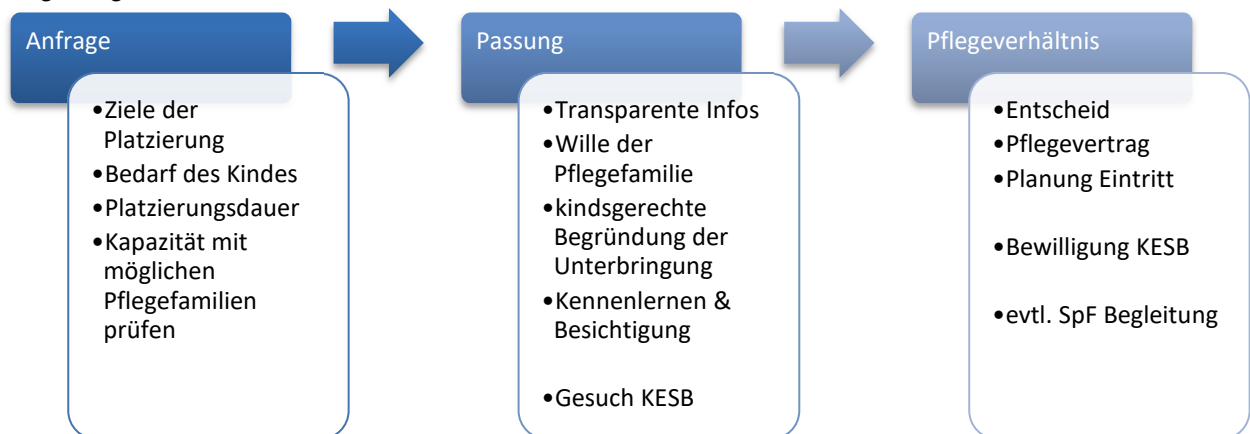 Anfrage
•Ziele der
Platzierung
•Bedarf des Kindes
•Platzierungsdauer
•Kapazität mit
möglichen
Pflegefamilien
prüfen
Passung
•Transparente Infos
•Wille der
Pflegefamilie
•kindsgerechte
Begründung der
Unterbringung
•Kennenlernen &
Besichtigung
•Gesuch KESB
Pflegeverhältnis
•Entscheid
•Pflegevertrag
•Planung Eintritt
•Bewilligung KESB
•evtl. SpF Begleitung